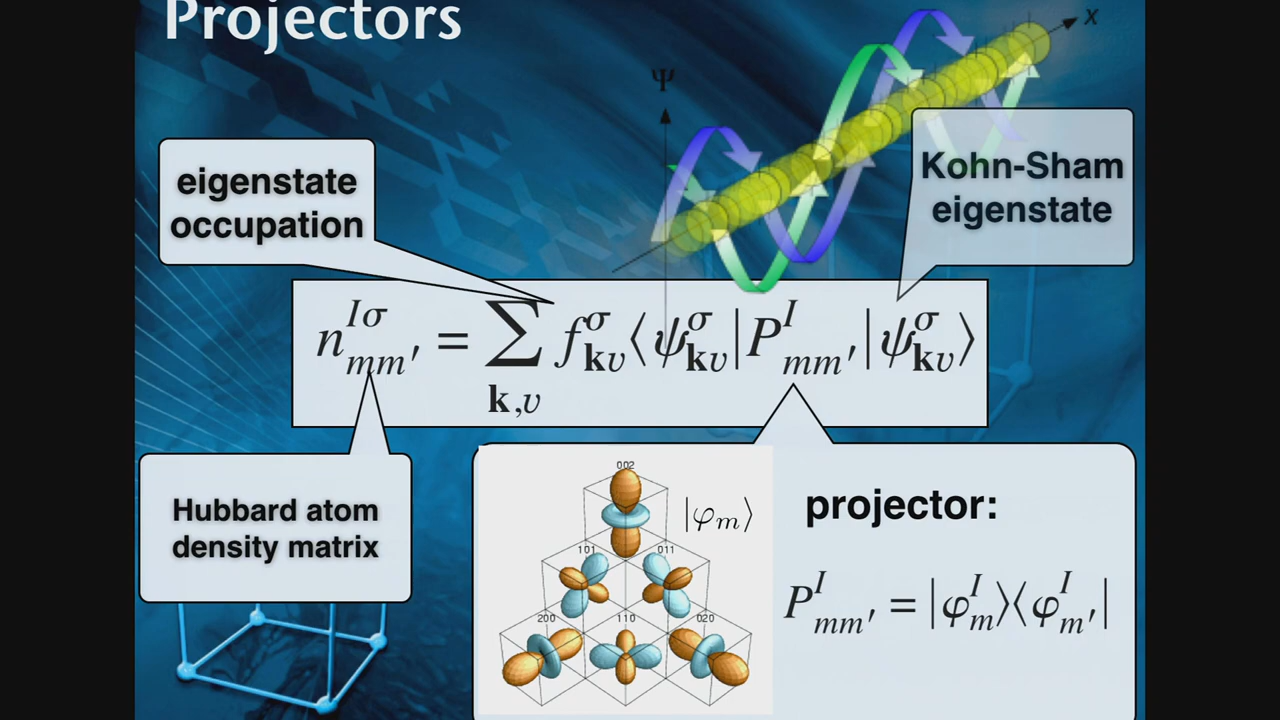 Projectors
x
Ψ
eigenstate
occupation
Kohn-Sham
eigenstate
n^{Iσ}_{mm'} = ∑_{k,v} f^σ_{kv} ⟨ψ^σ_{kv}|P^I_{mm'}|ψ^σ_{kv}⟩
Hubbard atom
density matrix
002
|φ_m⟩
101 011
200 110 020
projector:
P^I_{mm'} = |φ^I_m⟩⟨φ^I_{m'}|